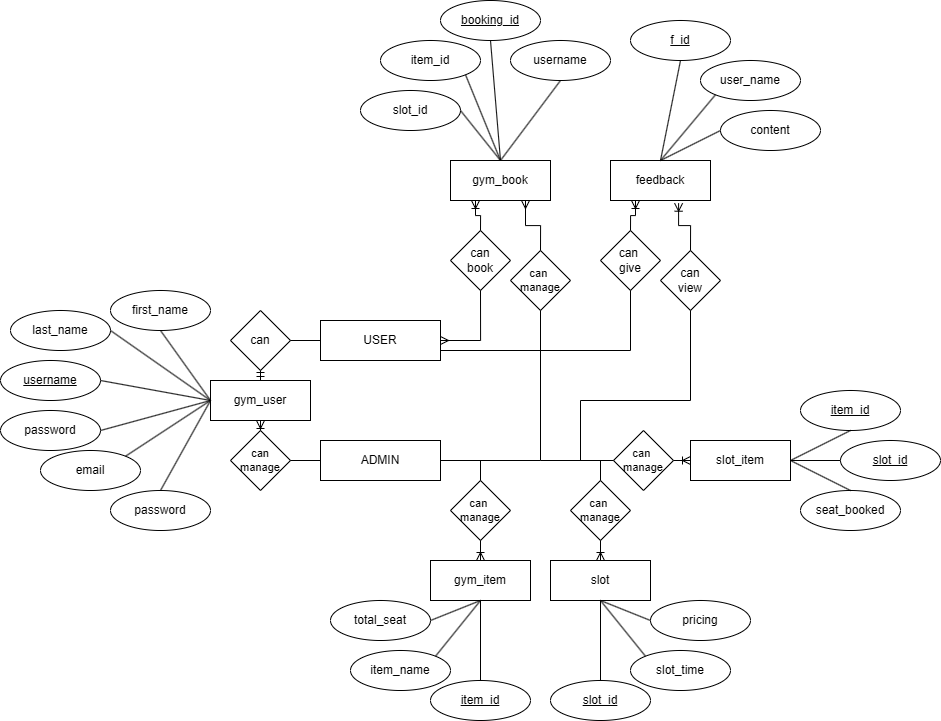 booking_id
item_id
username
slot_id
f_id
user_name
content
gym_book
feedback
can
book
can
manage
can
give
can
view
first_name
last_name
username
password
email
password
can
USER
gym_user
can
manage
ADMIN
can
manage
slot_item
item_id
slot_id
seat_booked
can
manage
can
manage
gym_item
slot
total_seat
item_name
item_id
pricing
slot_time
slot_id